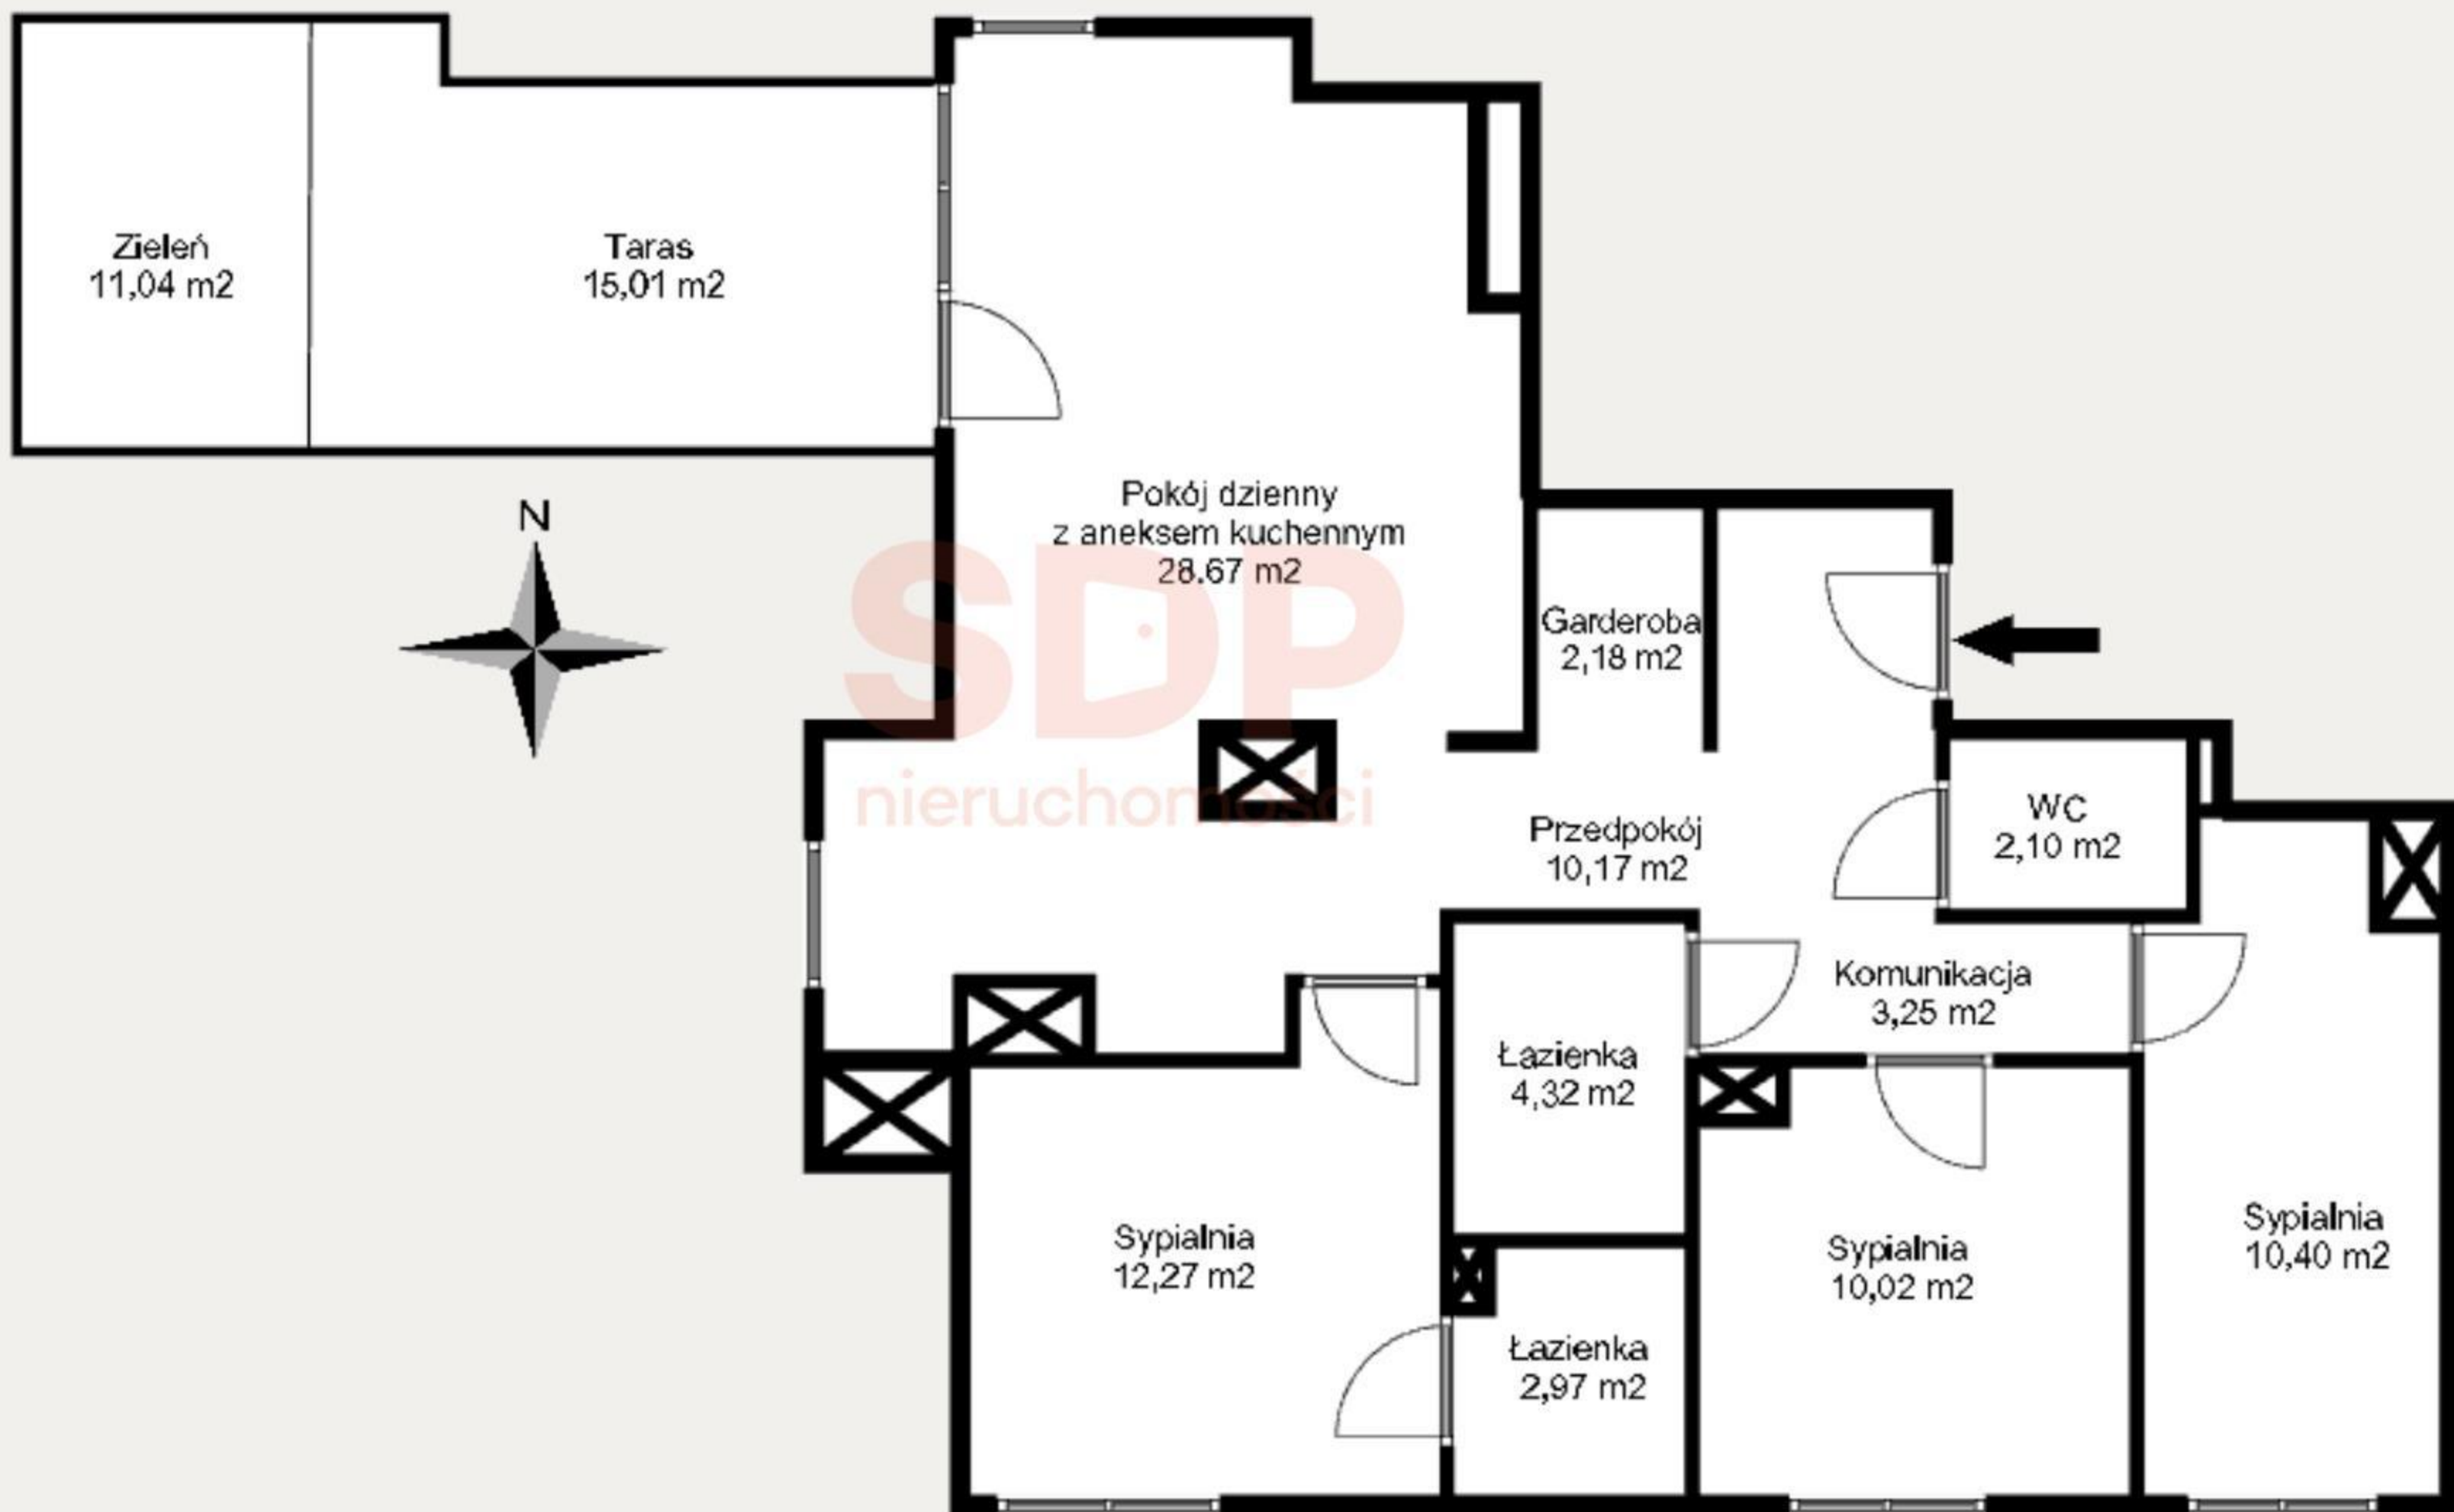 Zieleń
11,04 m2
Taras
15,01 m2
N
Pokój dzienny
z aneksem kuchennym
28.67 m2
SDP
nieruchomości
Garderoba
2,18 m2
Przedpokój
10,17 m2
WC
2,10 m2
Komunikacja
3,25 m2
Łazienka
4,32 m2
Sypialnia
12,27 m2
Łazienka
2,97 m2
Sypialnia
10,02 m2
Sypialnia
10,40 m2